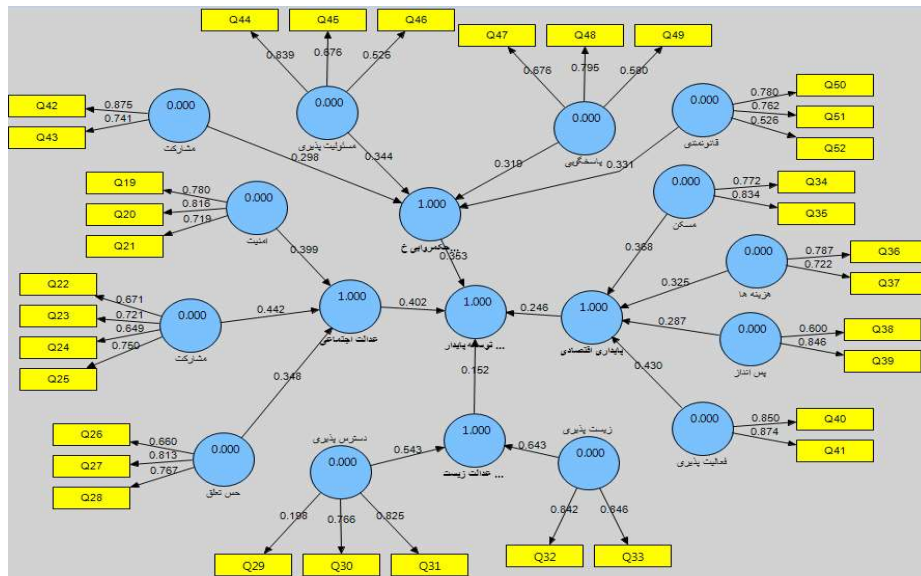 Q44
Q45
Q46
Q47
Q48
Q49
0.839
0.676
0.526
0.676
0.795
0.580
Q42
Q43
0.875
0.741
0.000
مشارکت
0.000
مسئولیت پذیری
0.000
پاسخگویی
0.000
قانونمندی
0.780
0.762
0.526
Q50
Q51
Q52
0.298
0.344
0.319
0.331
Q19
Q20
Q21
0.780
0.816
0.719
0.000
امنیت
1.000
حکمروایی خ...
0.000
مسکن
0.772
0.834
Q34
Q35
0.399
0.353
0.368
0.000
هزینه ها
0.787
0.722
Q36
Q37
0.325
Q22
Q23
Q24
Q25
0.671
0.721
0.649
0.750
0.000
مشارکت
0.442
1.000
عدالت اجتماعی
0.402
1.000
توسعه پایدار ...
0.246
1.000
پایداری اقتصادی
0.287
0.000
پس انداز
0.600
0.846
Q38
Q39
0.348
0.152
0.430
Q26
Q27
Q28
0.660
0.813
0.767
0.000
حس تعلق
دسترس پذیری
0.000
0.543
1.000
عدالت زیست ...
0.643
زیست پذیری
0.000
0.000
فعالیت پذیری
0.850
0.874
Q40
Q41
0.198
0.766
0.825
0.842
0.846
Q29
Q30
Q31
Q32
Q33